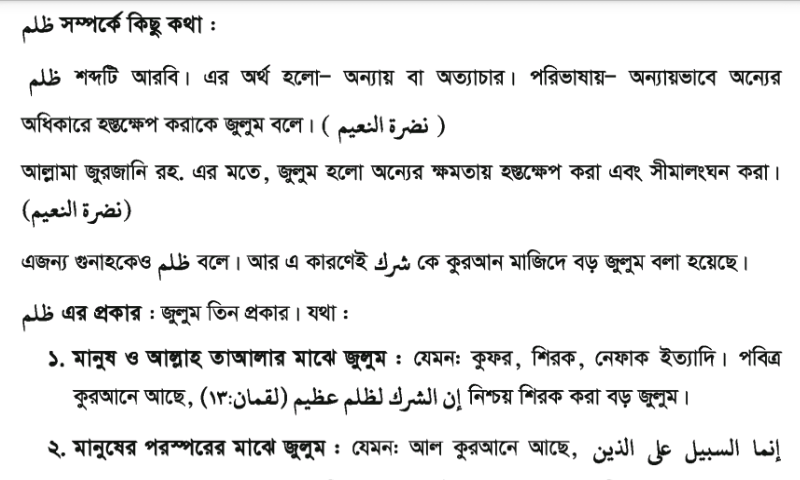 ظلم সম্পর্কে কিছু কথা :
ظلم শব্দটি আরবি। এর অর্থ হলো– অন্যায় বা অত্যাচার। পরিভাষায়– অন্যায়ভাবে অন্যের
অধিকারে হস্তক্ষেপ করাকে জুলুম বলে। ( نضرة النعيم )
আল্লামা জুরজানি রহ. এর মতে, জুলুম হলো অন্যের ক্ষমতায় হস্তক্ষেপ করা এবং সীমালংঘন করা।
(نضرة النعيم)
এজন্য গুনাহকেও ظلم বলে। আর এ কারণেই شرك কে কুরআন মাজিদে বড় জুলুম বলা হয়েছে।
ظلم এর প্রকার : জুলুম তিন প্রকার। যথা :
১. মানুষ ও আল্লাহ তাআলার মাঝে জুলুম : যেমনঃ কুফর, শিরক, নেফাক ইত্যাদি। পবিত্র
কুরআনে আছে, إن الشرك لظلم عظيم (لقمان:١٣) নিশ্চয় শিরক করা বড় জুলুম।
২. মানুষের পরস্পরের মাঝে জুলুম : যেমনঃ আল কুরআনে আছে, إنما السبيل على الذين